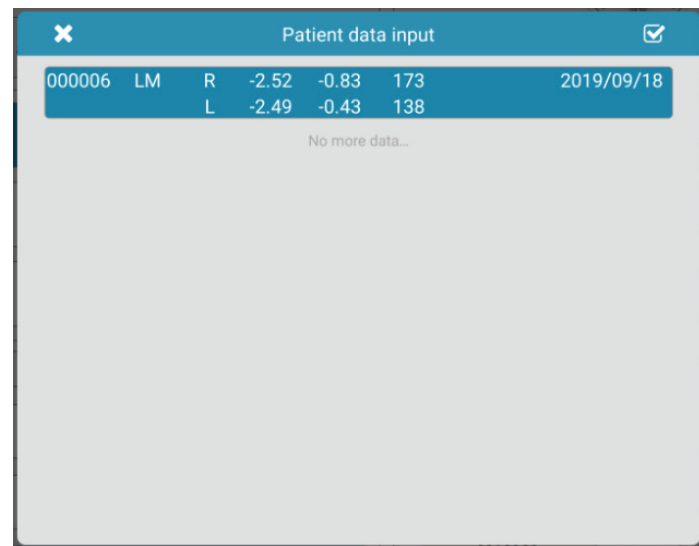 Patient data input
000006 LM R -2.52 -0.83 173 2019/09/18
L -2.49 -0.43 138
No more data...